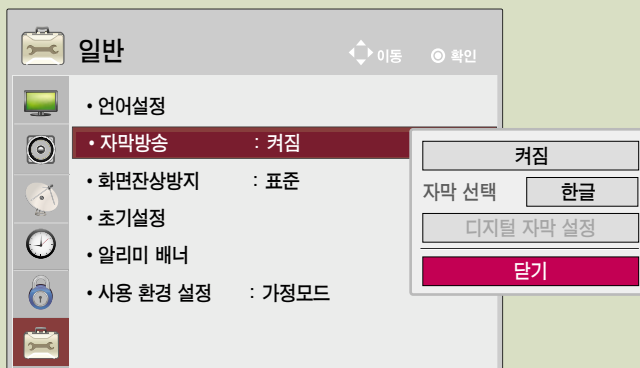 일반
이동 확인
• 언어설정
• 자막방송 : 켜짐
• 화면잔상방지 : 표준
• 초기설정
• 알리미 배너
• 사용 환경 설정 : 가정모드
켜짐
자막 선택 한글
디지털 자막 설정
닫기